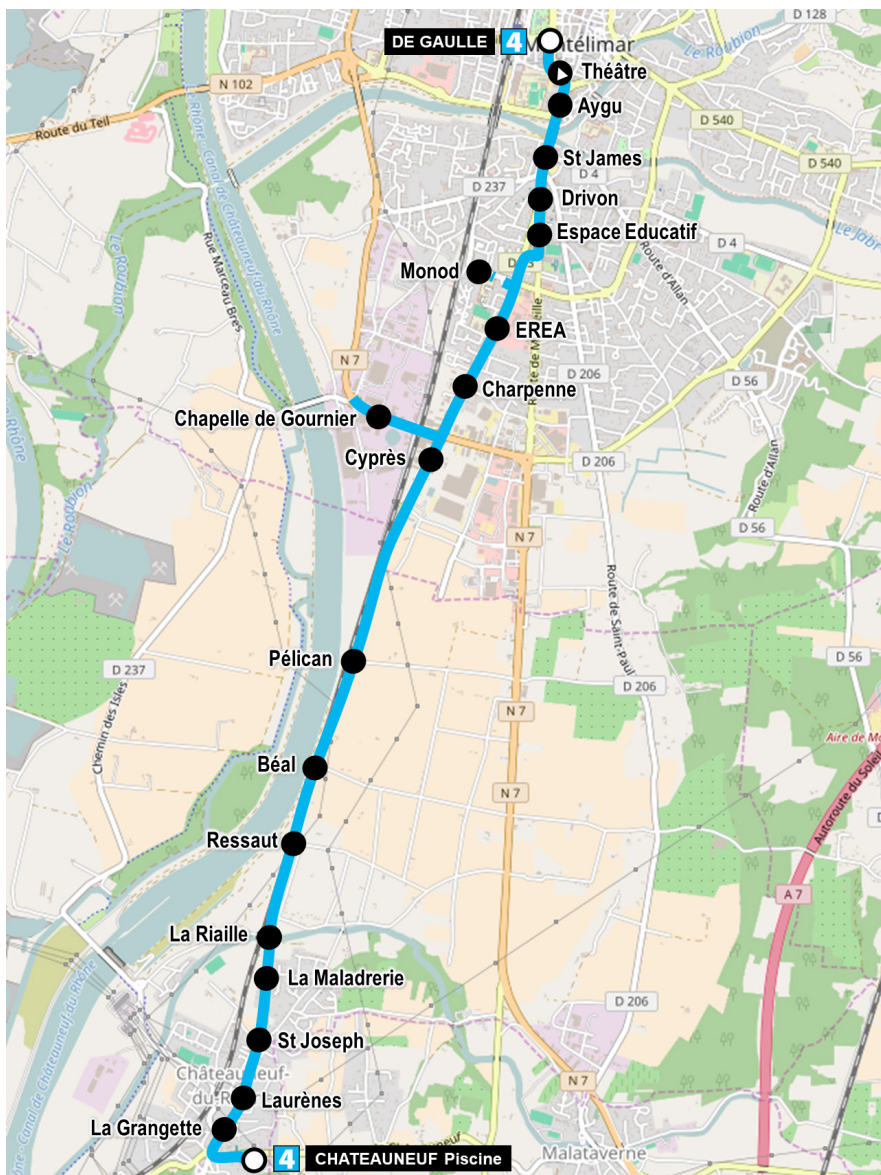 DE GAULLE 4
Montélimar
D 128
Le Roubion
Théâtre
N 102
Aygu
D 540
Route du Teil
St James
D 4
D 540
D 237
Drivon
Espace Educatif
D 4
Monod
Route d'Allan
Rue Marceau Bres
Le Roubion
EREA
N 7
D 206
D 56
Charpenne
Chapelle de Gournier
Cyprès
D 206
Route d'Allan
Le Roubion
N 7
D 56
Route de Saint-Paul
Pélican
D 237
D 56
D 206
Chemin des Isles
N 7
Béal
Autoroute du Soleil
N 7
Ressaut
A 7
La Riaille
La Maladrerie
D 206
St Joseph
Châteauneuf-
N 7
Laurènes
La Grangette
4 CHATEAUNEUF Piscine
Malataverne